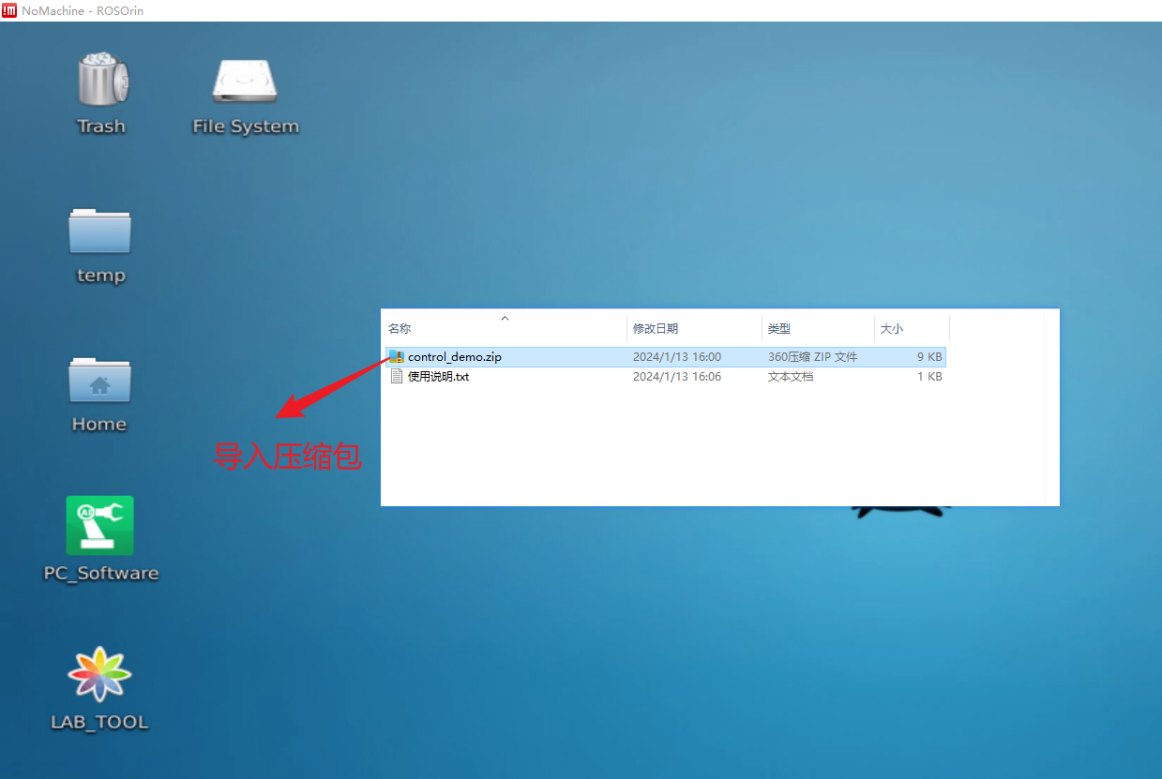 NoMachine - ROSOrin
Trash
File System
temp
Home
PC_Software
LAB_TOOL
名称 修改日期 类型 大小
control_demo.zip 2024/1/13 16:00 360压缩 ZIP 文件 9 KB
使用说明.txt 2024/1/13 16:06 文本文档 1 KB
导入压缩包